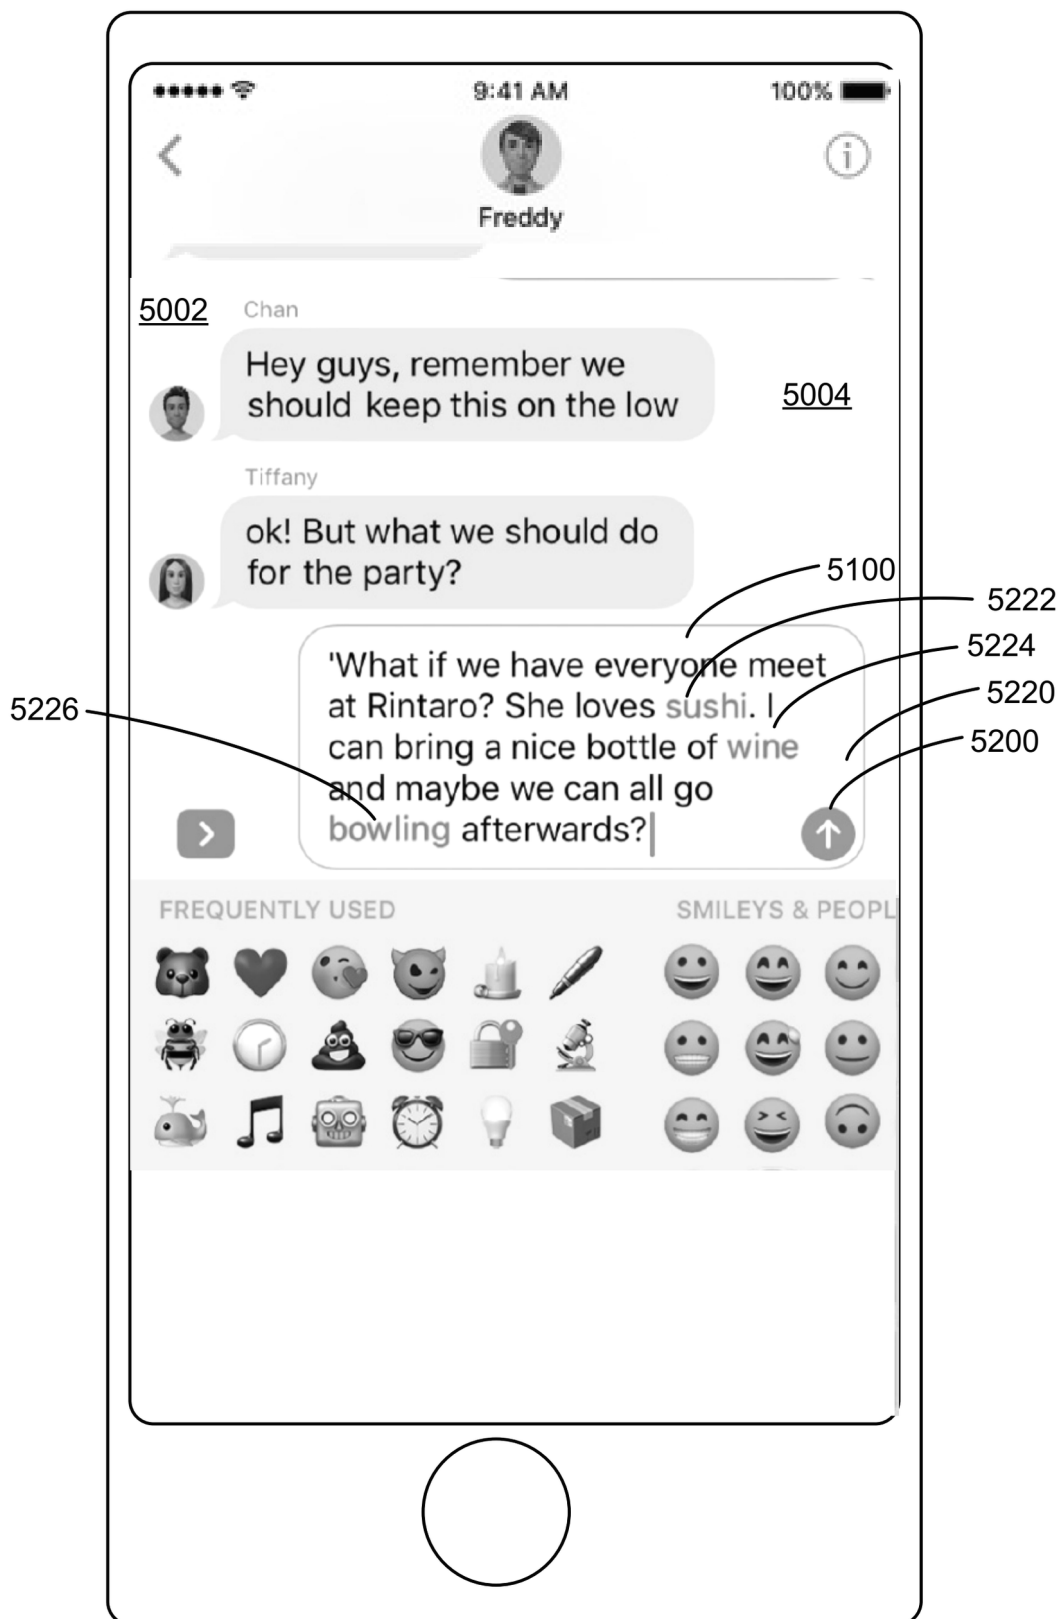 9:41 AM
100%
Freddy
5002
Chan
Hey guys, remember we
should keep this on the low
5004
Tiffany
ok! But what we should do
for the party?
5100
5222
5224
5220
5200
5226
'What if we have everyone meet
at Rintaro? She loves sushi. I
can bring a nice bottle of wine
and maybe we can all go
bowling afterwards?
FREQUENTLY USED
SMILEYS & PEOPL